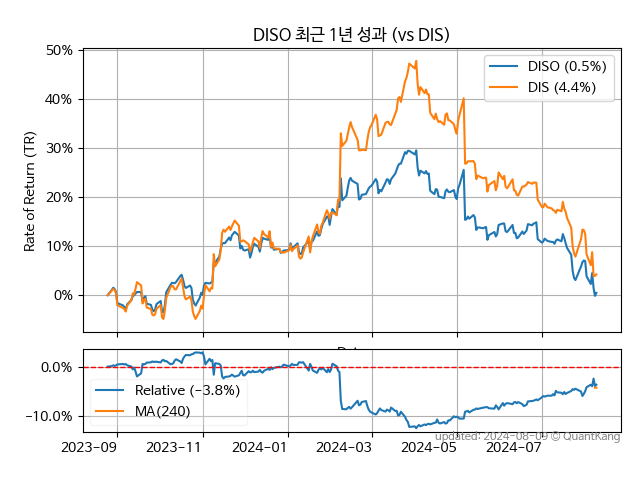 DISO 최근 1년 성과 (vs DIS)
Rate of Return (TR)
50%
40%
30%
20%
10%
0%
DISO (0.5%)
DIS (4.4%)
0.0%
-10.0%
Relative (-3.8%)
MA(240)
2023-09
2023-11
2024-01
2024-03
2024-05
2024-07
updated: 2024-08-09 © QuantKang